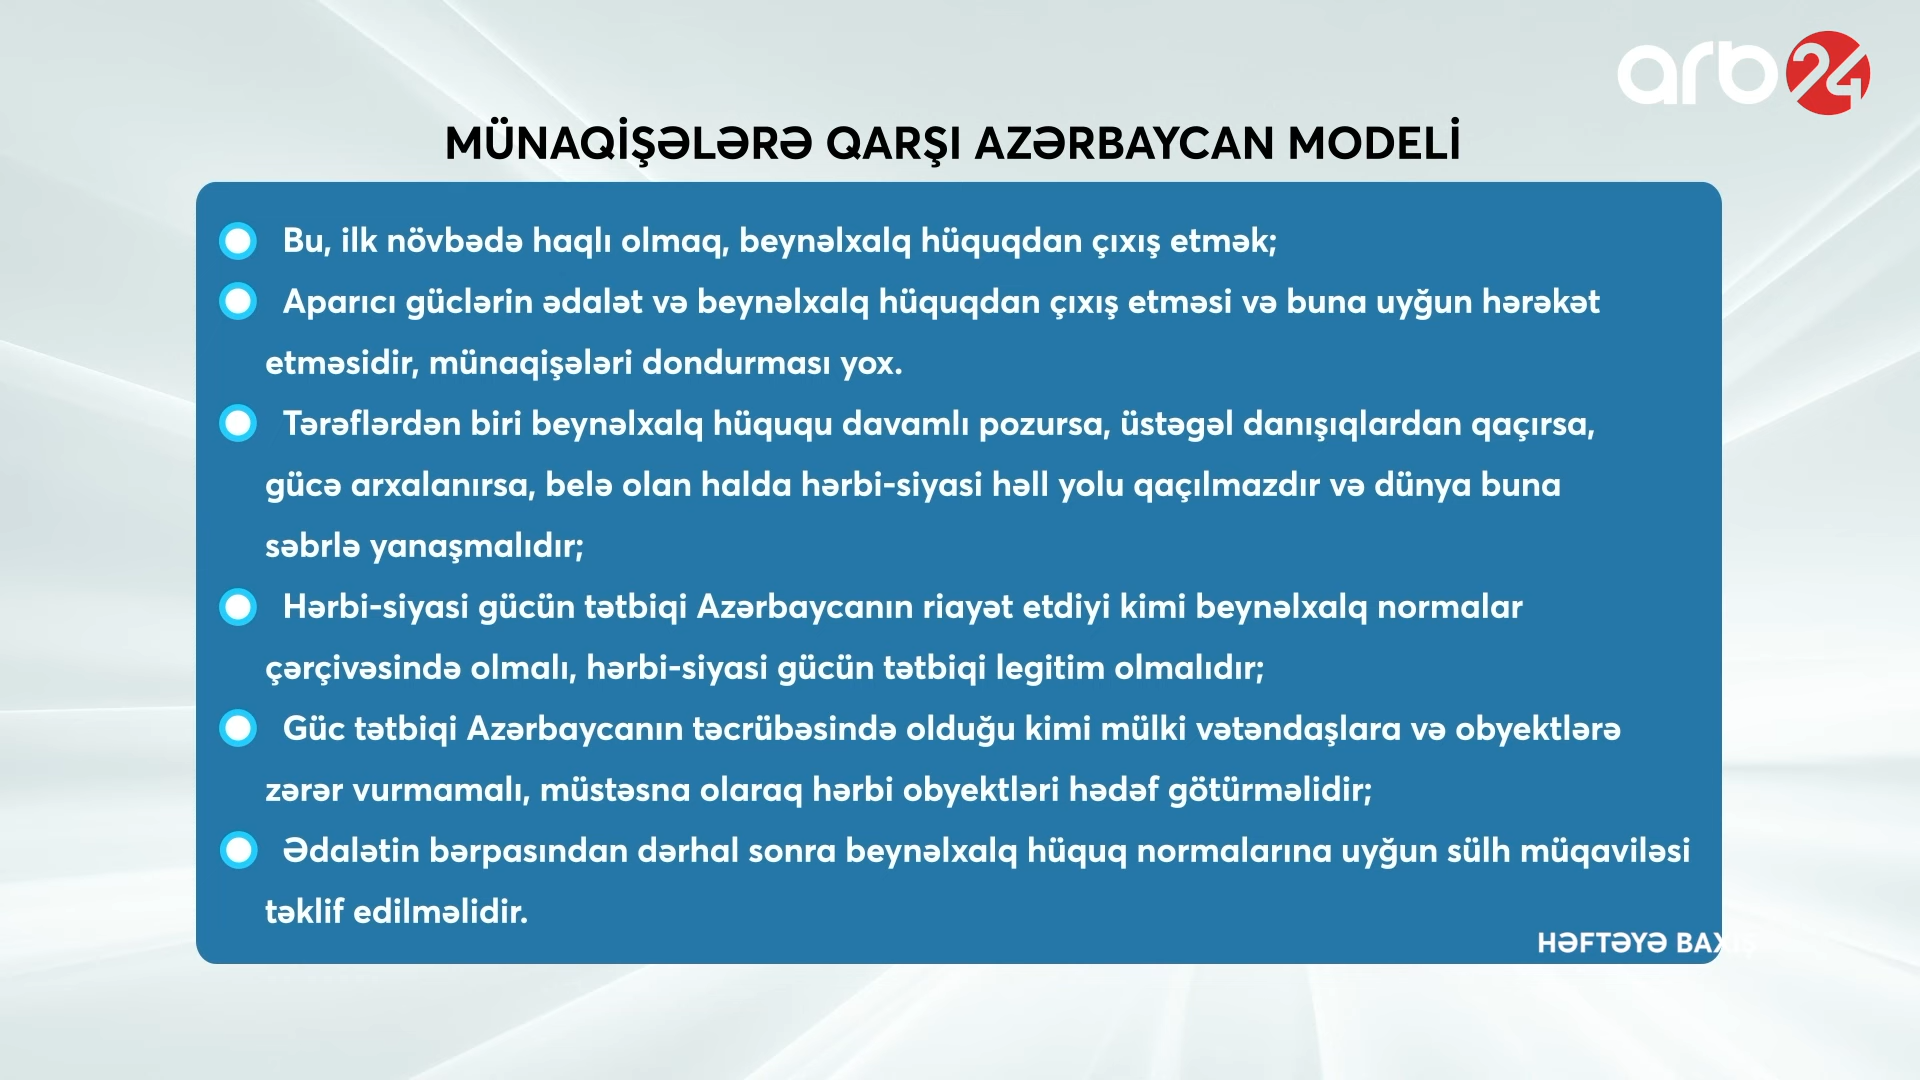 arb24
MÜNAQİŞƏLƏRƏ QARŞI AZƏRBAYCAN MODELİ
Bu, ilk növbədə haqlı olmaq, beynəlxalq hüquqdan çıxış etmək;
Aparıcı güclərin ədalət və beynəlxalq hüquqdan çıxış etməsi və buna uyğun hərəkət
etməsidir, münaqişələri dondurması yox.
Tərəflərdən biri beynəlxalq hüququ davamlı pozursa, üstəgəl danışıqlardan qaçırsa,
gücə arxalanırsa, belə olan halda hərbi-siyasi həll yolu qaçılmazdır və dünya buna
səbrlə yanaşmalıdır;
Hərbi-siyasi gücün tətbiqi Azərbaycanın riayət etdiyi kimi beynəlxalq normalar
çərçivəsində olmalı, hərbi-siyasi gücün tətbiqi legitim olmalıdır;
Güc tətbiqi Azərbaycanın təcrübəsində olduğu kimi mülki vətəndaşlara və obyektlərə
zərər vurmamalı, müstəsna olaraq hərbi obyektləri hədəf götürməlidir;
Ədalətin bərpasından dərhal sonra beynəlxalq hüquq normalarına uyğun sülh müqaviləsi
təklif edilməlidir.
HƏFTƏYƏ BAXIŞ